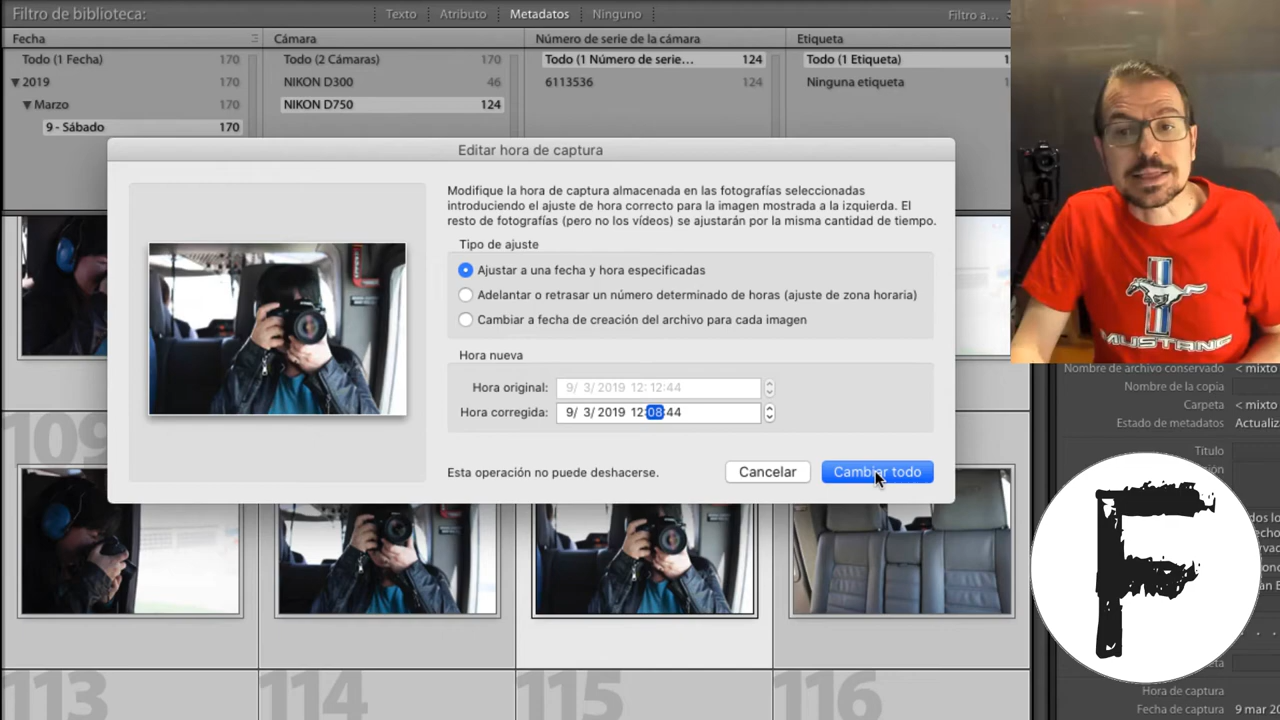 Filtro de biblioteca:
Texto
Atributo
Metadatos
Ninguno
Filtro a...
Fecha
Todo (1 Fecha) 170
2019 170
Marzo 170
9 - Sábado 170
Cámara
Todo (2 Cámaras) 170
NIKON D300 46
NIKON D750 124
Número de serie de la cámara
Todo (1 Número de serie... 124
6113536 124
Etiqueta
Todo (1 Etiqueta)
Ninguna etiqueta
Editar hora de captura
Modifique la hora de captura almacenada en las fotografías seleccionadas
introduciendo el ajuste de hora correcto para la imagen mostrada a la izquierda. El
resto de fotografías (pero no los vídeos) se ajustarán por la misma cantidad de tiempo.
Tipo de ajuste
Ajustar a una fecha y hora especificadas
Adelantar o retrasar un número determinado de horas (ajuste de zona horaria)
Cambiar a fecha de creación del archivo para cada imagen
Hora nueva
Hora original: 9/ 3/ 2019 12:12:44
Hora corregida: 9/ 3/ 2019 12:08:44
Esta operación no puede deshacerse.
Cancelar
Cambiar todo
MUSTANG
Nombre de archivo conservado < mixto
Nombre de la copia
Carpeta < mixto
Estado de metadatos Actualiza
Título
Hora de captura
Fecha de captura 9 mar 20
F
109
113
114
115
116